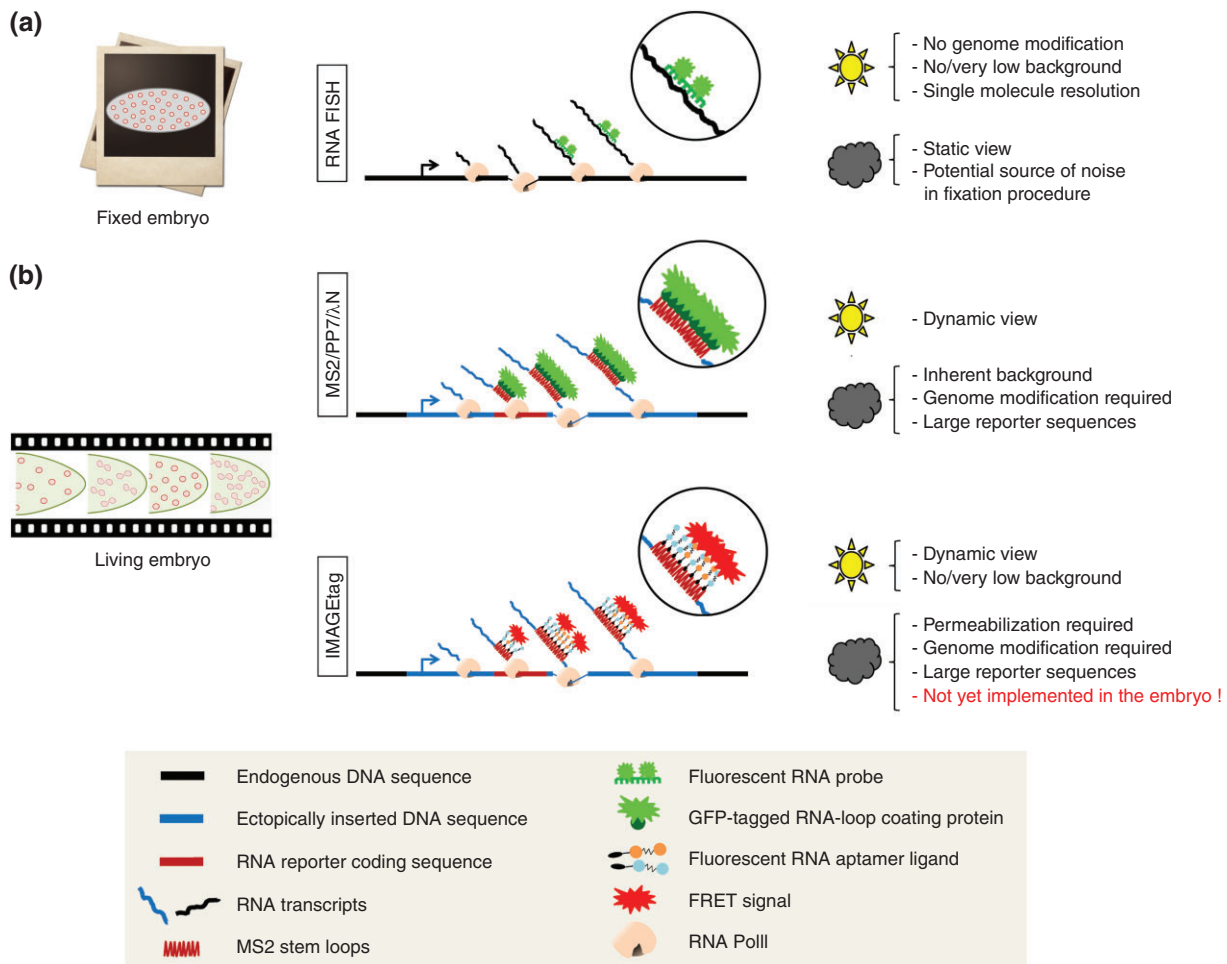 (a)
Fixed embryo
RNA FISH
- No genome modification
- No/very low background
- Single molecule resolution
- Static view
- Potential source of noise
in fixation procedure
(b)
Living embryo
MS2/PP7/λN
- Dynamic view
- Inherent background
- Genome modification required
- Large reporter sequences
IMAGEtag
- Dynamic view
- No/very low background
- Permeabilization required
- Genome modification required
- Large reporter sequences
- Not yet implemented in the embryo !
Endogenous DNA sequence
Ectopically inserted DNA sequence
RNA reporter coding sequence
RNA transcripts
MS2 stem loops
Fluorescent RNA probe
GFP-tagged RNA-loop coating protein
Fluorescent RNA aptamer ligand
FRET signal
RNA PolII